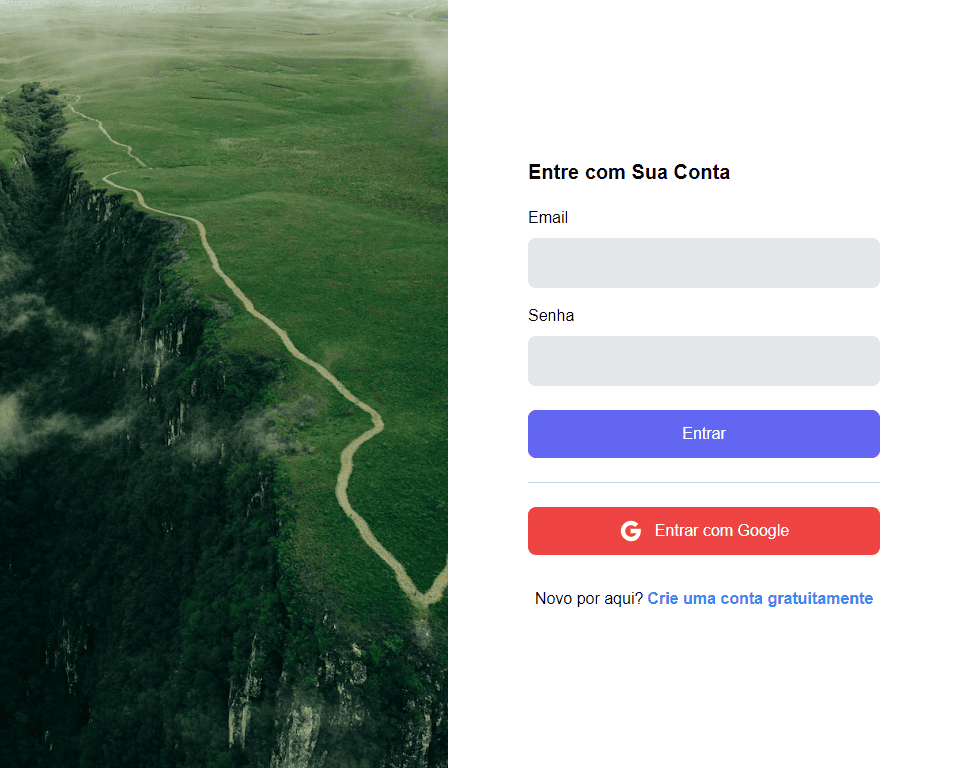 Entre com Sua Conta
Email
Senha
Entrar
Entrar com Google
Novo por aqui? Crie uma conta gratuitamente